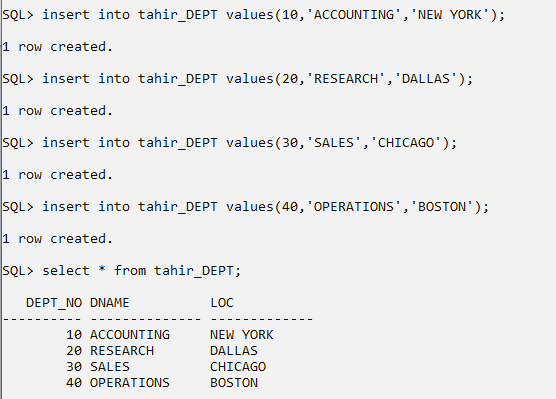 SQL> insert into tahir_DEPT values(10,'ACCOUNTING','NEW YORK');
1 row created.
SQL> insert into tahir_DEPT values(20,'RESEARCH','DALLAS');
1 row created.
SQL> insert into tahir_DEPT values(30,'SALES','CHICAGO');
1 row created.
SQL> insert into tahir_DEPT values(40,'OPERATIONS','BOSTON');
1 row created.
SQL> select * from tahir_DEPT;
   DEPT_NO DNAME          LOC
---------- -------------- -------------
        10 ACCOUNTING     NEW YORK
        20 RESEARCH       DALLAS
        30 SALES          CHICAGO
        40 OPERATIONS     BOSTON